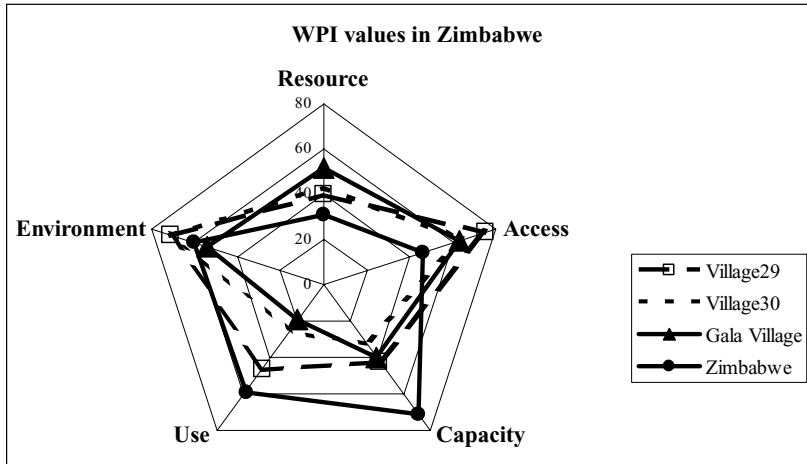 WPI values in Zimbabwe
Resource
80
60
40
20
0
Environment
Access
Use
Capacity
Village29
Village30
Gala Village
Zimbabwe